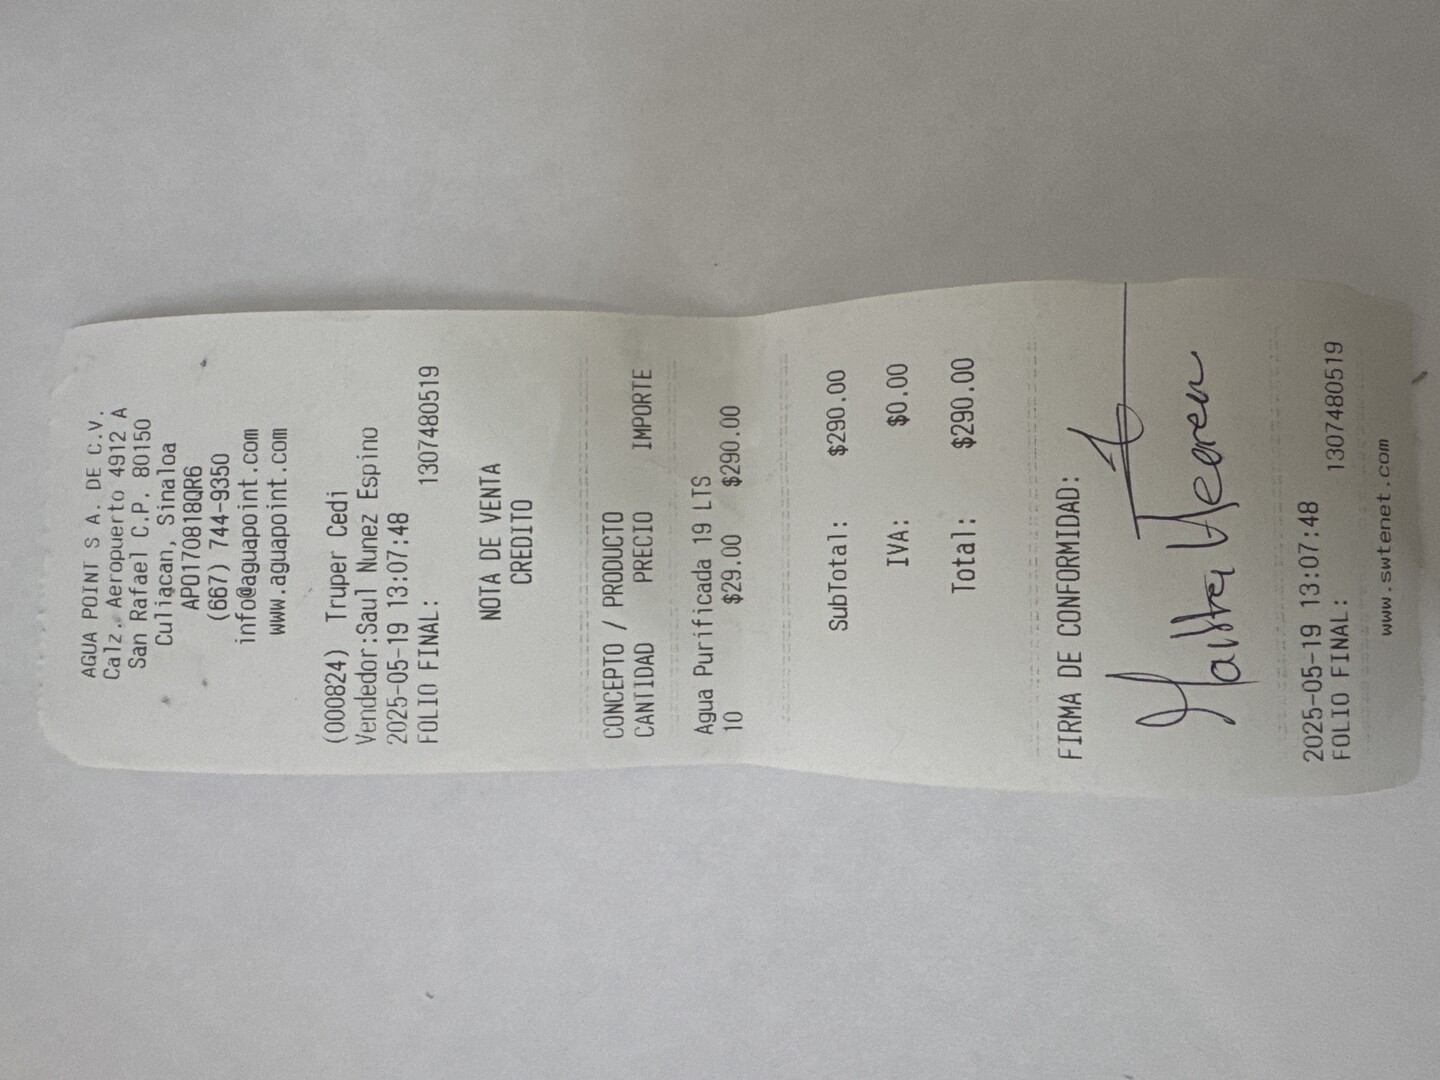 AGUA POINT S A. DE C.V.
Calz. Aeropuerto 4912 A
San Rafael C.P. 80150
Culiacan, Sinaloa
APO170818QR6
(667) 744-9350
info@aguapoint.com
www.aguapoint.com
(000824) Truper Cedi
Vendedor:Saul Nunez Espino
2025-05-19 13:07:48
FOLIO FINAL: 1307480519
NOTA DE VENTA
CREDITO
CONCEPTO / PRODUCTO
CANTIDAD PRECIO IMPORTE
Agua Purificada 19 LTS
10 $29.00 $290.00
SubTotal: $290.00
IVA: $0.00
Total: $290.00
FIRMA DE CONFORMIDAD:
2025-05-19 13:07:48
FOLIO FINAL: 1307480519
www.swtenet.com